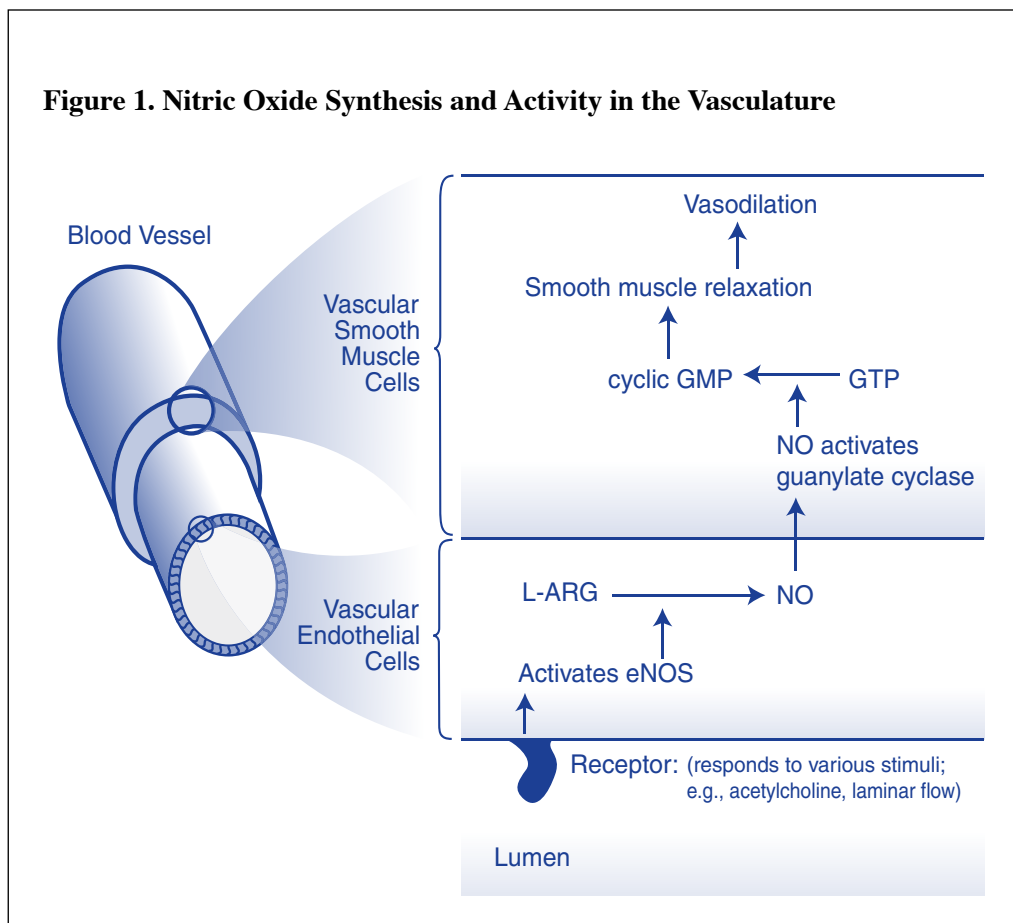 Figure 1. Nitric Oxide Synthesis and Activity in the Vasculature
Blood Vessel
Vascular
Smooth
Muscle
Cells
Vasodilation
Smooth muscle relaxation
cyclic GMP
GTP
NO activates
guanylate cyclase
Vascular
Endothelial
Cells
L-ARG
NO
Activates eNOS
Receptor: (responds to various stimuli;
e.g., acetylcholine, laminar flow)
Lumen